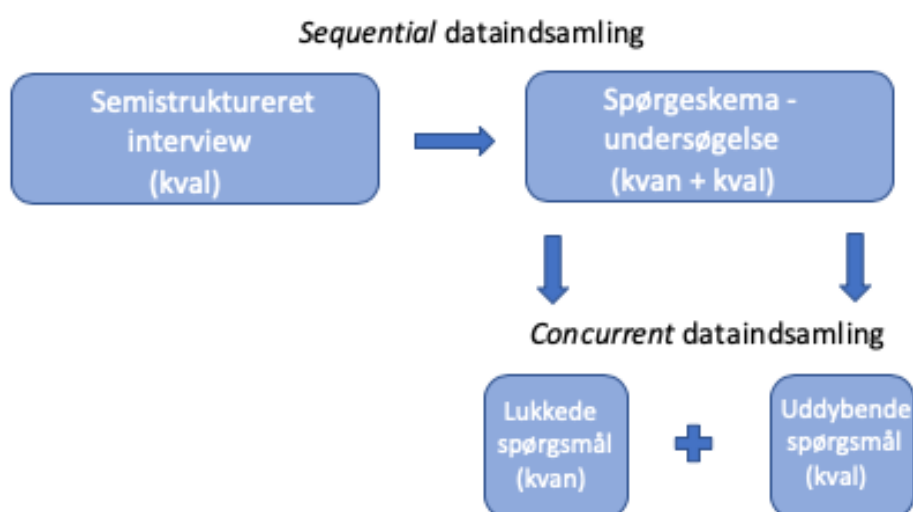 Sequential dataindsamling
Semistruktureret
interview
(kval)
Spørgeskema -
undersøgelse
(kvan + kval)
Concurrent dataindsamling
Lukkede
spørgsmål
(kvan)
Uddybende
spørgsmål
(kval)